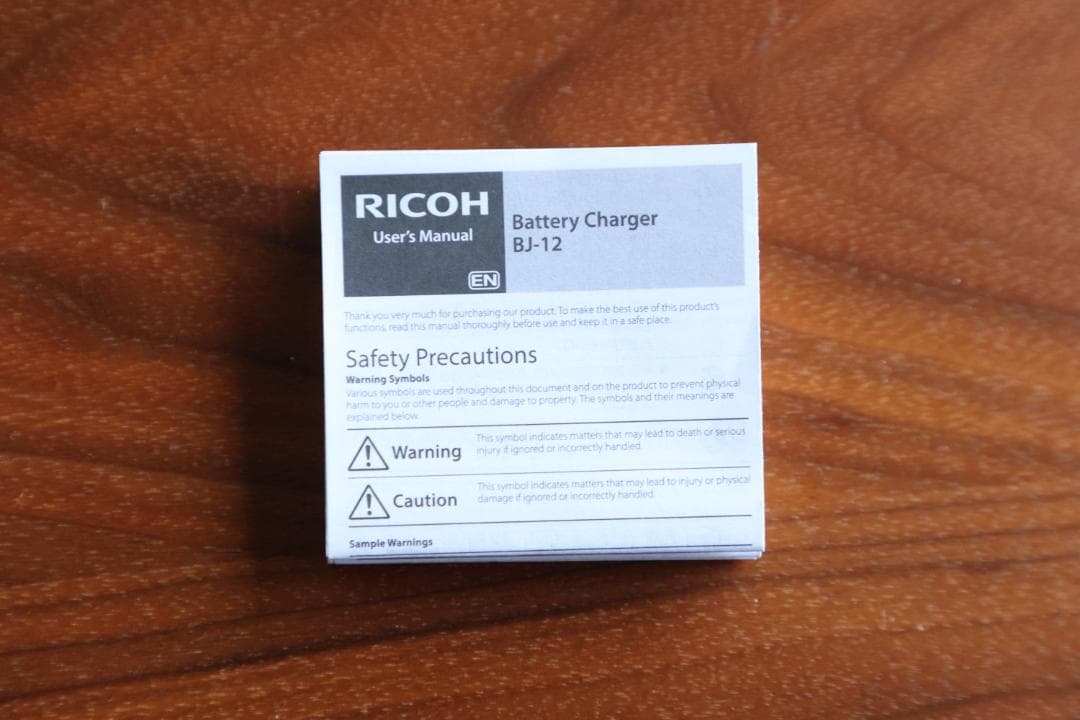 RICOH
User's Manual
EN
Battery Charger
BJ-12
Thank you very much for purchasing our product. To make the best use of this product's
functions, read this manual thoroughly before use and keep it in a safe place.
Safety Precautions
Warning Symbols
Various symbols are used throughout this document and on the product to prevent physical
harm to you or other people and damage to property. The symbols and their meanings are
explained below.
Warning
This symbol indicates matters that may lead to death or serious
injury if ignored or incorrectly handled.
Caution
This symbol indicates matters that may lead to injury or physical
damage if ignored or incorrectly handled.
Sample Warnings